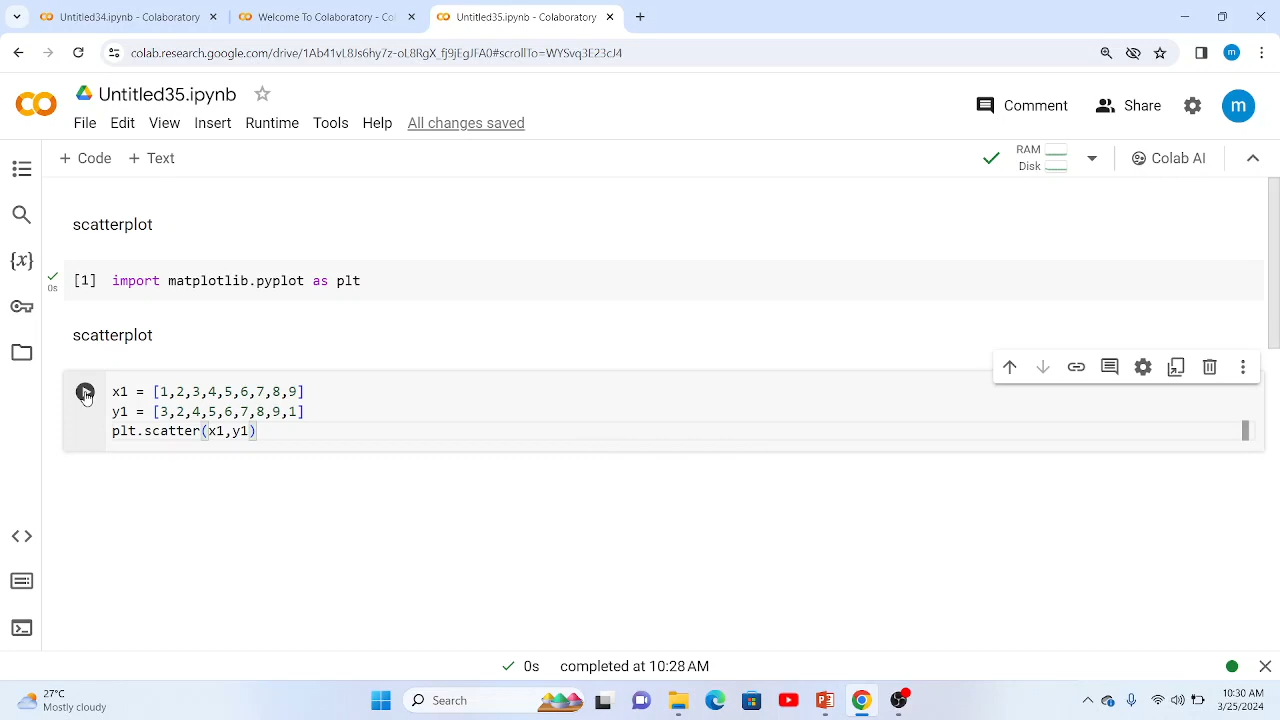 Untitled34.ipynb - Colaboratory
Welcome To Colaboratory - Col
Untitled35.ipynb - Colaboratory
colab.research.google.com/drive/1Ab41vL8Js6hy7z-oL8RgX_fj9jEgJFA0#scrollTo=WYSvq3E23cJ4
m
Untitled35.ipynb
File Edit View Insert Runtime Tools Help All changes saved
Comment
Share
m
+ Code + Text
RAM
Disk
Colab AI
scatterplot
[1] import matplotlib.pyplot as plt
0s
scatterplot
x1 = [1,2,3,4,5,6,7,8,9]
y1 = [3,2,4,5,6,7,8,9,1]
plt.scatter(x1,y1)
{x}
0s completed at 10:28 AM
27°C
Mostly cloudy
Search
10:30 AM
3/25/2024